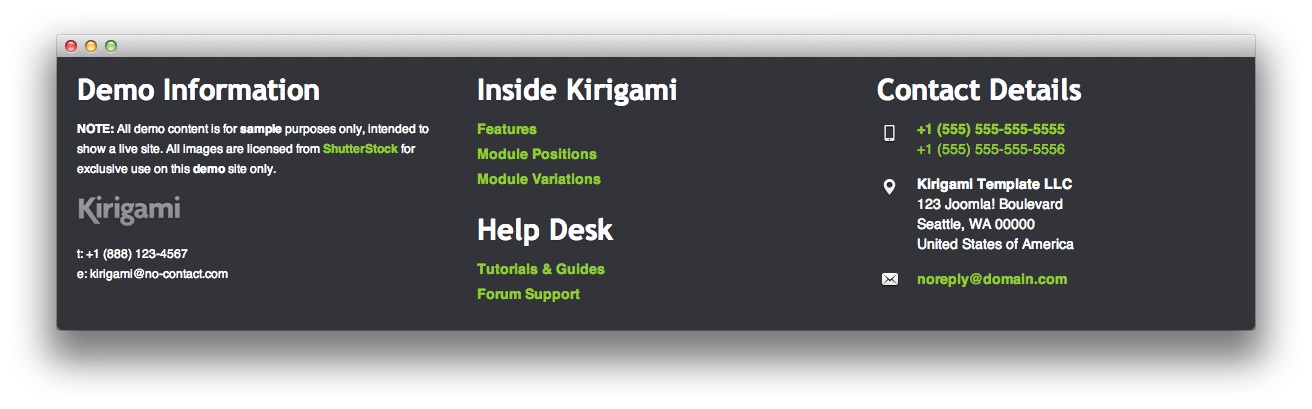 Demo Information
NOTE: All demo content is for sample purposes only, intended to
show a live site. All images are licensed from ShutterStock for
exclusive use on this demo site only.
Kirigami
t: +1 (888) 123-4567
e: kirigami@no-contact.com
Inside Kirigami
Features
Module Positions
Module Variations
Help Desk
Tutorials & Guides
Forum Support
Contact Details
+1 (555) 555-555-5555
+1 (555) 555-555-5556
Kirigami Template LLC
123 Joomla! Boulevard
Seattle, WA 00000
United States of America
noreply@domain.com